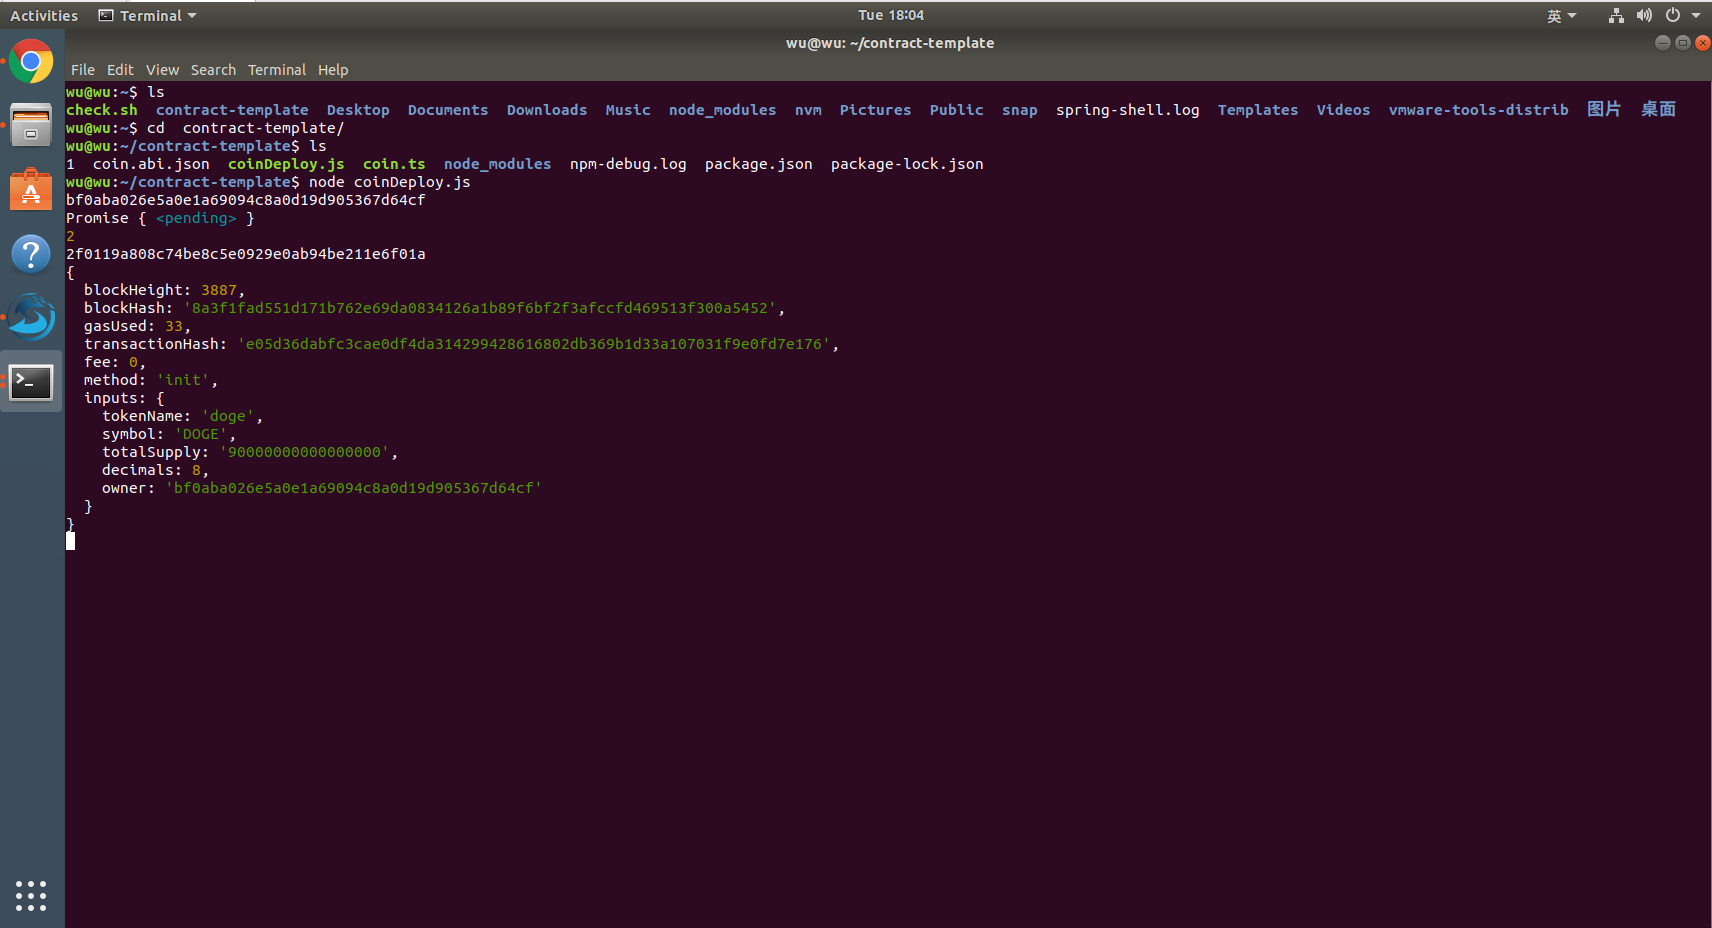 Activities Terminal Tue 18:04 英
wu@wu: ~/contract-template
File Edit View Search Terminal Help
wu@wu:~$ ls
check.sh contract-template Desktop Documents Downloads Music node_modules nvm Pictures Public snap spring-shell.log Templates Videos vmware-tools-distrib 图片 桌面
wu@wu:~$ cd  contract-template/
wu@wu:~/contract-template$ ls
1 coin.abi.json coinDeploy.js coin.ts node_modules npm-debug.log package.json package-lock.json
wu@wu:~/contract-template$ node coinDeploy.js
bf0aba026e5a0e1a69094c8a0d19d905367d64cf
Promise { <pending> }
2
2f0119a808c74be8c5e0929e0ab94be211e6f01a
{
  blockHeight: 3887,
  blockHash: '8a3f1fad551d171b762e69da0834126a1b89f6bf2f3afccfd469513f300a5452',
  gasUsed: 33,
  transactionHash: 'e05d36dabfc3cae0df4da314299428616802db369b1d33a107031f9e0fd7e176',
  fee: 0,
  method: 'init',
  inputs: {
    tokenName: 'doge',
    symbol: 'DOGE',
    totalSupply: '90000000000000000',
    decimals: 8,
    owner: 'bf0aba026e5a0e1a69094c8a0d19d905367d64cf'
  }
}